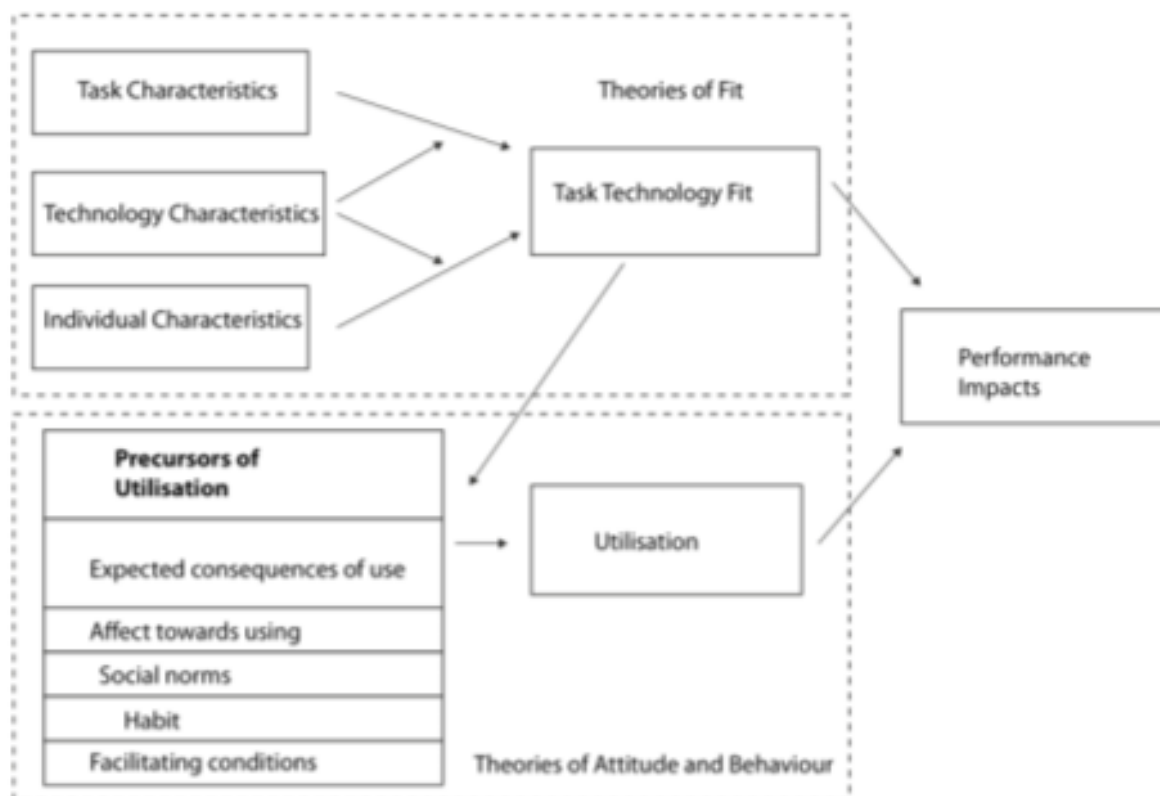 Task Characteristics
Theories of Fit
Technology Characteristics
Task Technology Fit
Individual Characteristics
Performance
Impacts
Precursors of
Utilisation
Utilisation
Expected consequences of use
Affect towards using
Social norms
Habit
Facilitating conditions
Theories of Attitude and Behaviour